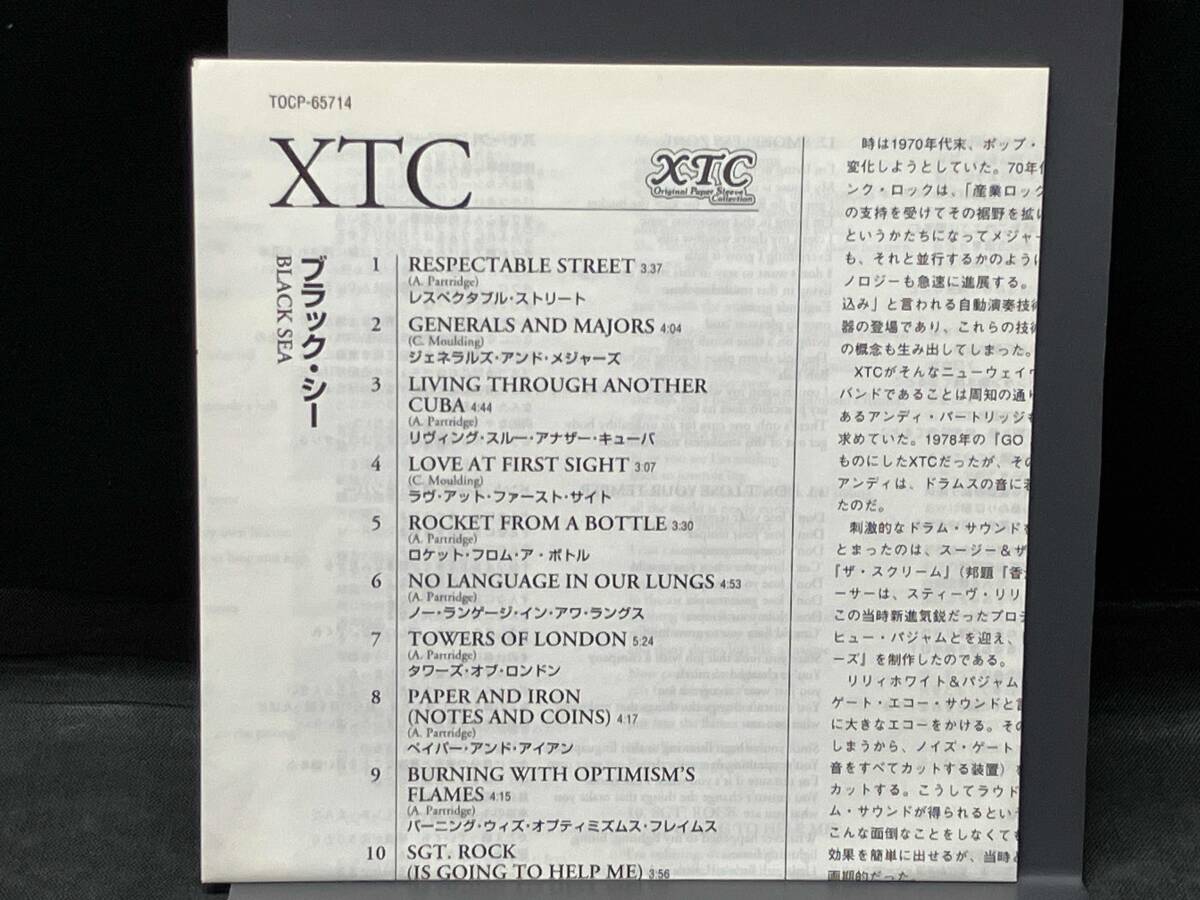 TOCP-65714
XTC
XTC
Original Paper Sleeve
Collection
ブラック・シー
BLACK SEA
1 RESPECTABLE STREET 3:37
(A. Partridge)
レスペクタブル・ストリート
2 GENERALS AND MAJORS 4:04
(C. Moulding)
ジェネラルズ・アンド・メジャーズ
3 LIVING THROUGH ANOTHER
CUBA 4:44
(A. Partridge)
リヴィング・スルー・アナザー・キューバ
4 LOVE AT FIRST SIGHT 3:07
(C. Moulding)
ラヴ・アット・ファースト・サイト
5 ROCKET FROM A BOTTLE 3:30
(A. Partridge)
ロケット・フロム・ア・ボトル
6 NO LANGUAGE IN OUR LUNGS 4:53
(A. Partridge)
ノー・ランゲージ・イン・アワ・ラングス
7 TOWERS OF LONDON 5:24
(A. Partridge)
タワーズ・オブ・ロンドン
8 PAPER AND IRON
(NOTES AND COINS) 4:17
(A. Partridge)
ペイパー・アンド・アイアン
9 BURNING WITH OPTIMISM'S
FLAMES 4:15
(A. Partridge)
バーニング・ウィズ・オプティミズムス・フレイムス
10 SGT. ROCK
(IS GOING TO HELP ME) 3:56
時は1970年代末、ポップ・
変化しようとしていた。70年
ンク・ロックは、「産業ロック
の支持を受けてその裾野を拡
というかたちになってメジャー
も、それと並行するかのように
ノロジーも急速に進展する。
込み」と言われる自動演奏技
器の登場であり、これらの技
の概念も生み出してしまった。
XTCがそんなニューウェイ
バンドであることは周知の通り
あるアンディ・パートリッジも
求めていた。1978年の『GO
ものにしたXTCだったが、その
アンディは、ドラムスの音に
たのだ。
刺激的なドラム・サウンドを
とまったのは、スージー&ザ
『ザ・スクリーム』(邦題『香
ーサーは、スティーヴ・リリ
この当時新進気鋭だったプロデ
ヒュー・パジャムとを迎え、
ーズ』を制作したのである。
リリィホワイト&パジャム
ゲート・エコー・サウンドと
に大きなエコーをかける。その
しまうから、ノイズ・ゲート
音をすべてカットする装置)
カットする。こうしてラウド
ム・サウンドが得られるという
こんな面倒なことをしなくても
効果を簡単に出せるが、当時
画期的だった。